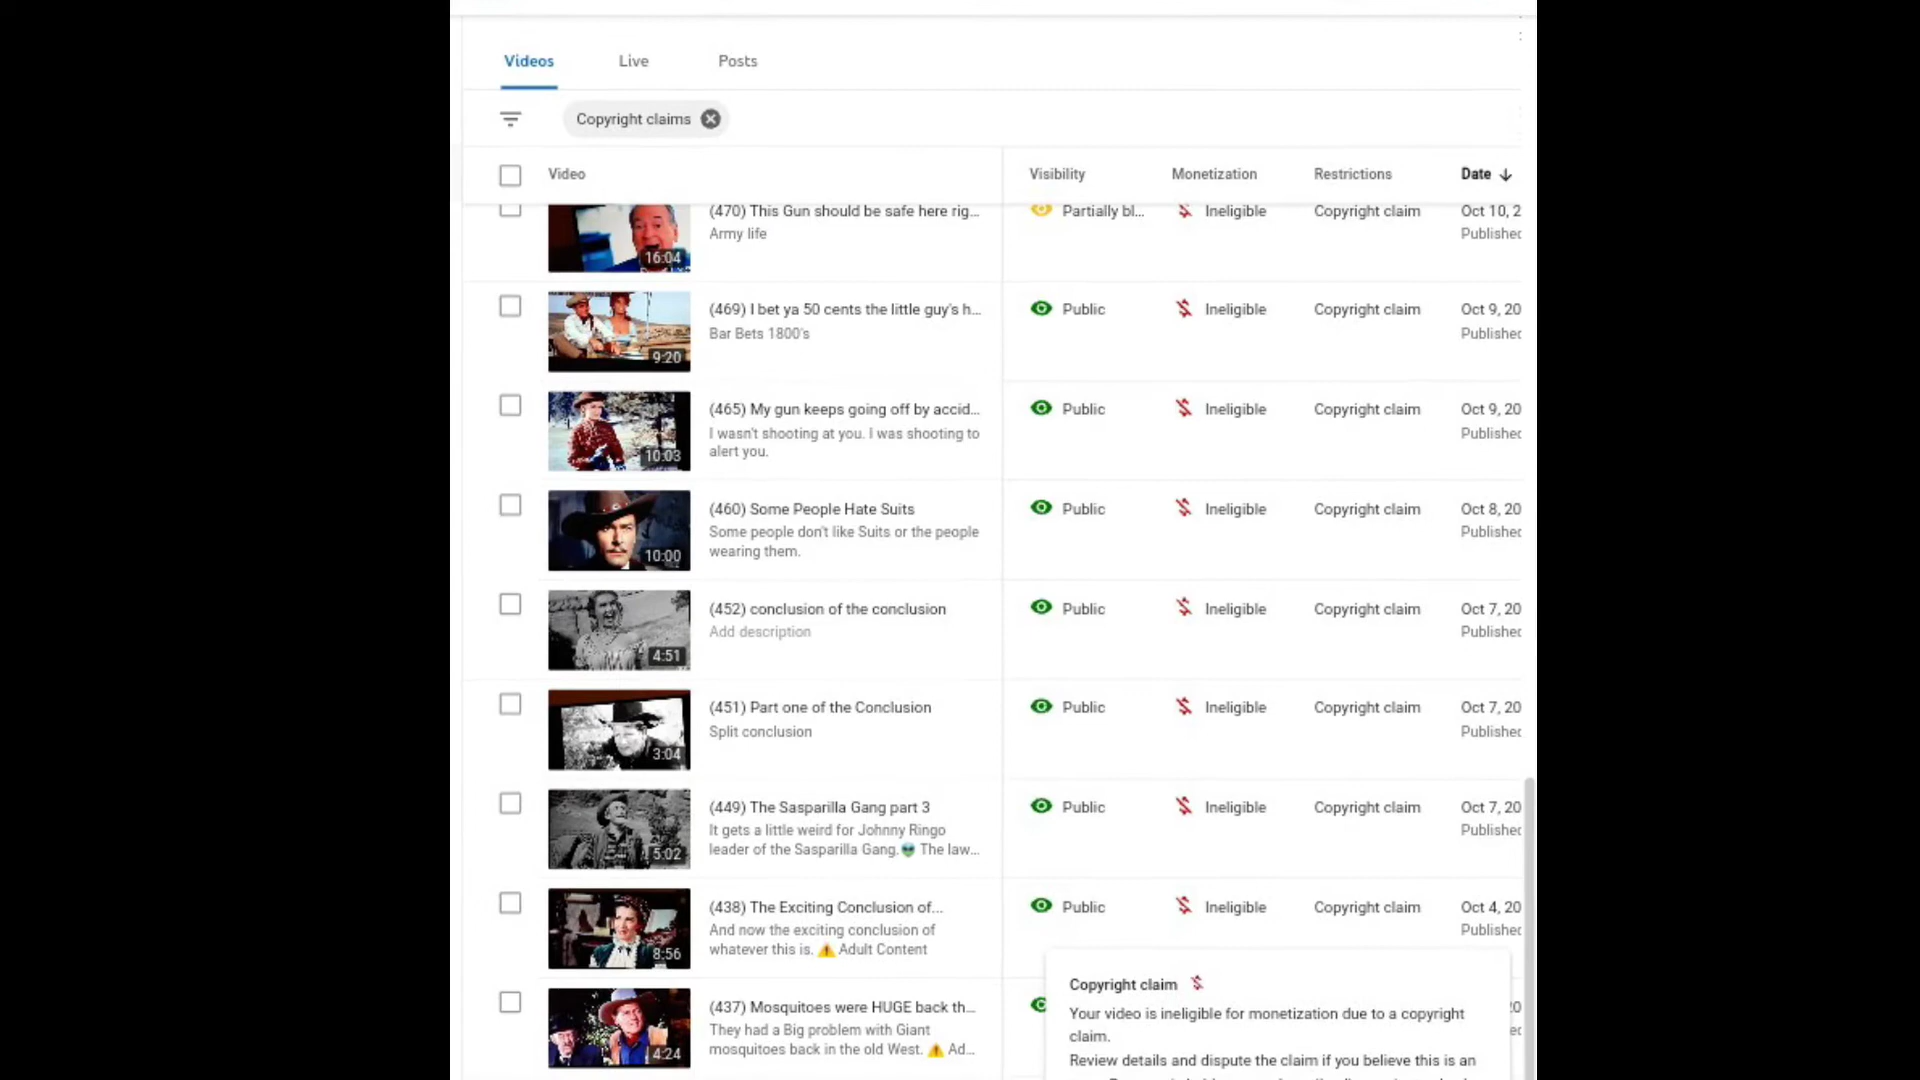 Videos Live Posts
Copyright claims
Video Visibility Monetization Restrictions Date
(470) This Gun should be safe here rig... Partially bl... Ineligible Copyright claim Oct 10, 2
Army life Published
16:04
(469) I bet ya 50 cents the little guy's h... Public Ineligible Copyright claim Oct 9, 20
Bar Bets 1800's Published
9:20
(465) My gun keeps going off by accid... Public Ineligible Copyright claim Oct 9, 20
I wasn't shooting at you. I was shooting to Published
alert you.
10:03
(460) Some People Hate Suits Public Ineligible Copyright claim Oct 8, 20
Some people don't like Suits or the people Published
wearing them.
10:00
(452) conclusion of the conclusion Public Ineligible Copyright claim Oct 7, 20
Add description Published
4:51
(451) Part one of the Conclusion Public Ineligible Copyright claim Oct 7, 20
Split conclusion Published
3:04
(449) The Sasparilla Gang part 3 Public Ineligible Copyright claim Oct 7, 20
It gets a little weird for Johnny Ringo Published
leader of the Sasparilla Gang.👽 The law...
5:02
(438) The Exciting Conclusion of... Public Ineligible Copyright claim Oct 4, 20
And now the exciting conclusion of Published
whatever this is. ⚠️ Adult Content
8:56
(437) Mosquitoes were HUGE back th...
They had a Big problem with Giant
mosquitoes back in the old West. ⚠️ Ad...
4:24
Copyright claim
Your video is ineligible for monetization due to a copyright
claim.
Review details and dispute the claim if you believe this is an